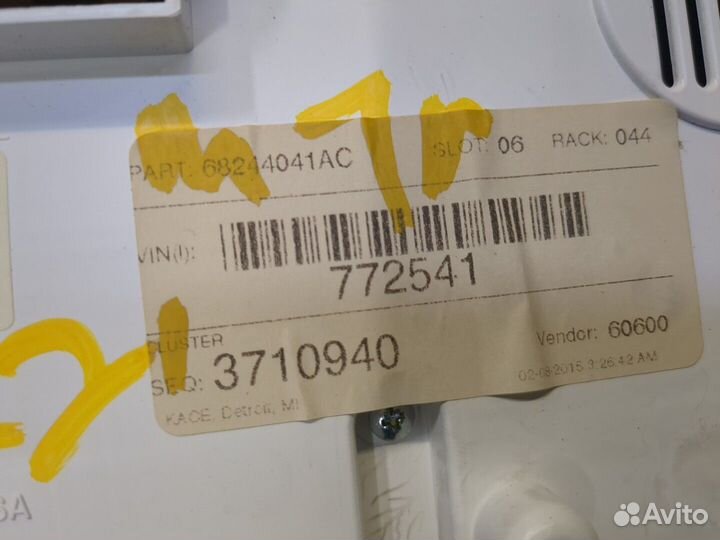 PART: 68244041AC SLOT: 06 RACK: 044
VIN(I):
772541
CLUSTER
SEQ: 3710940
Vendor: 60600
02-08-2015 3:26:42 AM
KACE, Detroit, MI
6A
Avito